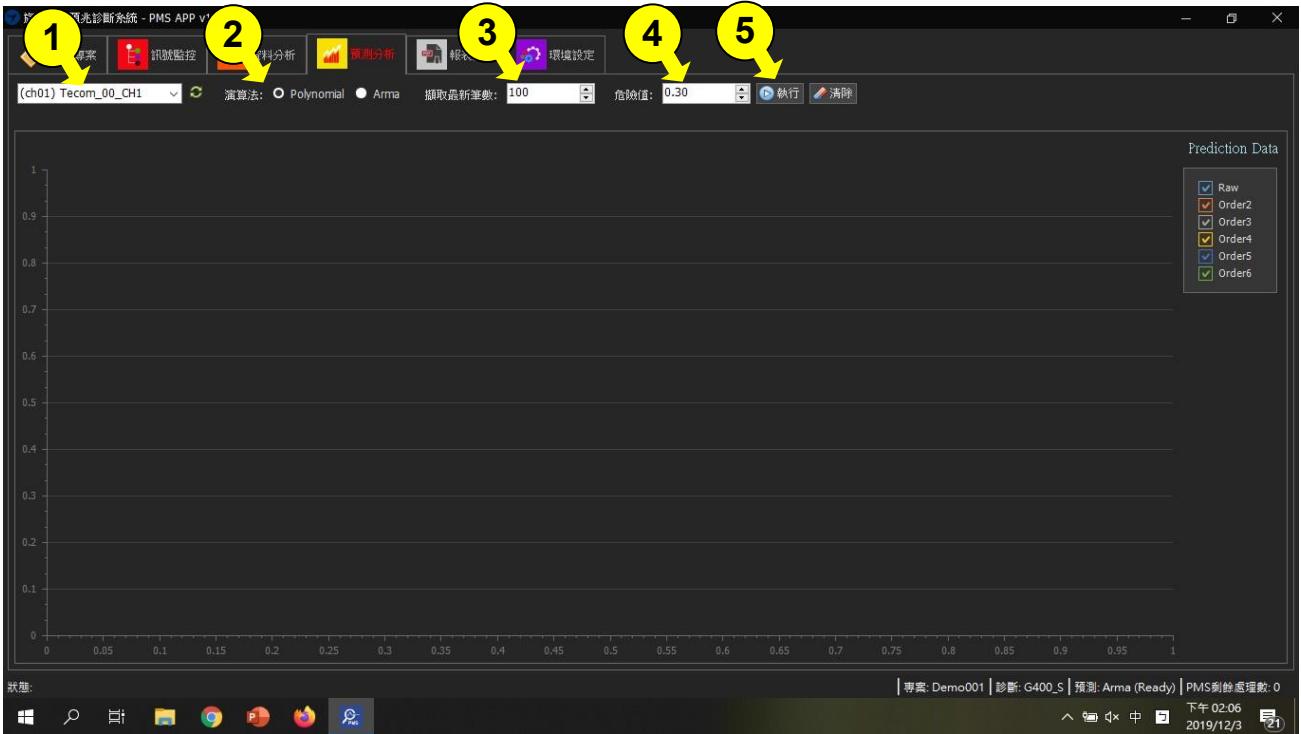 預兆診斷系統 - PMS APP v1
1 2 3 4 5
專案 訊號監控 資料分析 預測分析 報表 環境設定
(ch01) Tecom_00_CH1 演算法: Polynomial Arma 擷取最新筆數: 100 危險值: 0.30 執行 清除
Prediction Data
Raw
Order2
Order3
Order4
Order5
Order6
1
0.9
0.8
0.7
0.6
0.5
0.4
0.3
0.2
0.1
0
0 0.05 0.1 0.15 0.2 0.25 0.3 0.35 0.4 0.45 0.5 0.55 0.6 0.65 0.7 0.75 0.8 0.85 0.9 0.95 1
狀態: 專案: Demo001 診斷: G400_S 預測: Arma (Ready) PMS剩餘處理數: 0
PMS 中 下午 02:06
2019/12/3 21